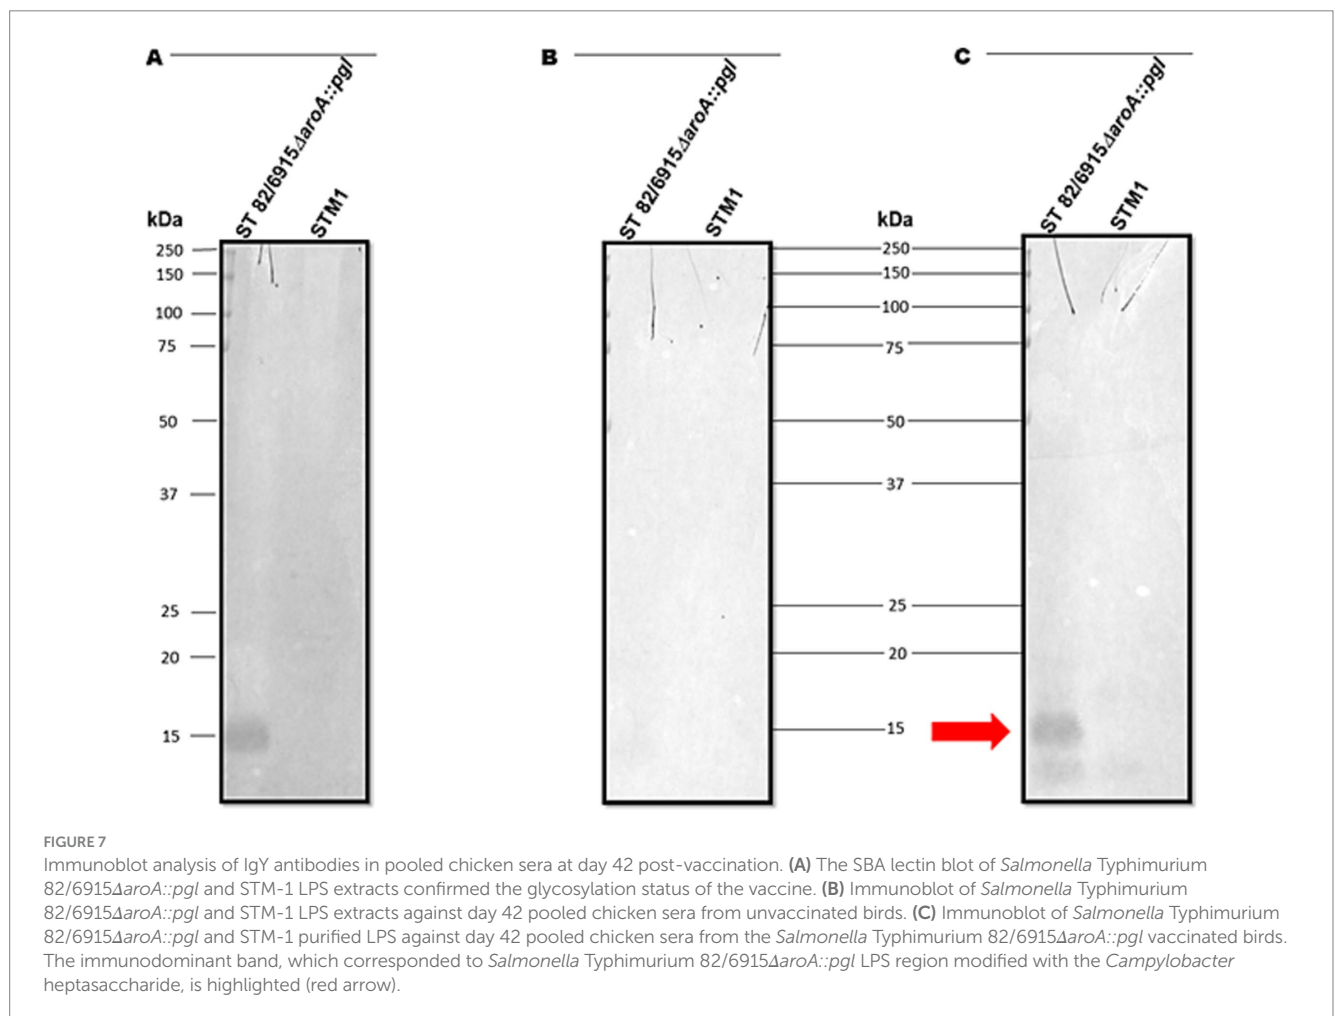 A
B
C
ST 82/6915ΔaroA::pgl
STM1
ST 82/6915ΔaroA::pgl
STM1
ST 82/6915ΔaroA::pgl
STM1
kDa
250
150
100
75
50
37
25
20
15
kDa
250
150
100
75
50
37
25
20
15
FIGURE 7
Immunoblot analysis of IgY antibodies in pooled chicken sera at day 42 post-vaccination. (A) The SBA lectin blot of Salmonella Typhimurium
82/6915ΔaroA::pgl and STM-1 LPS extracts confirmed the glycosylation status of the vaccine. (B) Immunoblot of Salmonella Typhimurium
82/6915ΔaroA::pgl and STM-1 LPS extracts against day 42 pooled chicken sera from unvaccinated birds. (C) Immunoblot of Salmonella Typhimurium
82/6915ΔaroA::pgl and STM-1 purified LPS against day 42 pooled chicken sera from the Salmonella Typhimurium 82/6915ΔaroA::pgl vaccinated birds.
The immunodominant band, which corresponded to Salmonella Typhimurium 82/6915ΔaroA::pgl LPS region modified with the Campylobacter
heptasaccharide, is highlighted (red arrow).